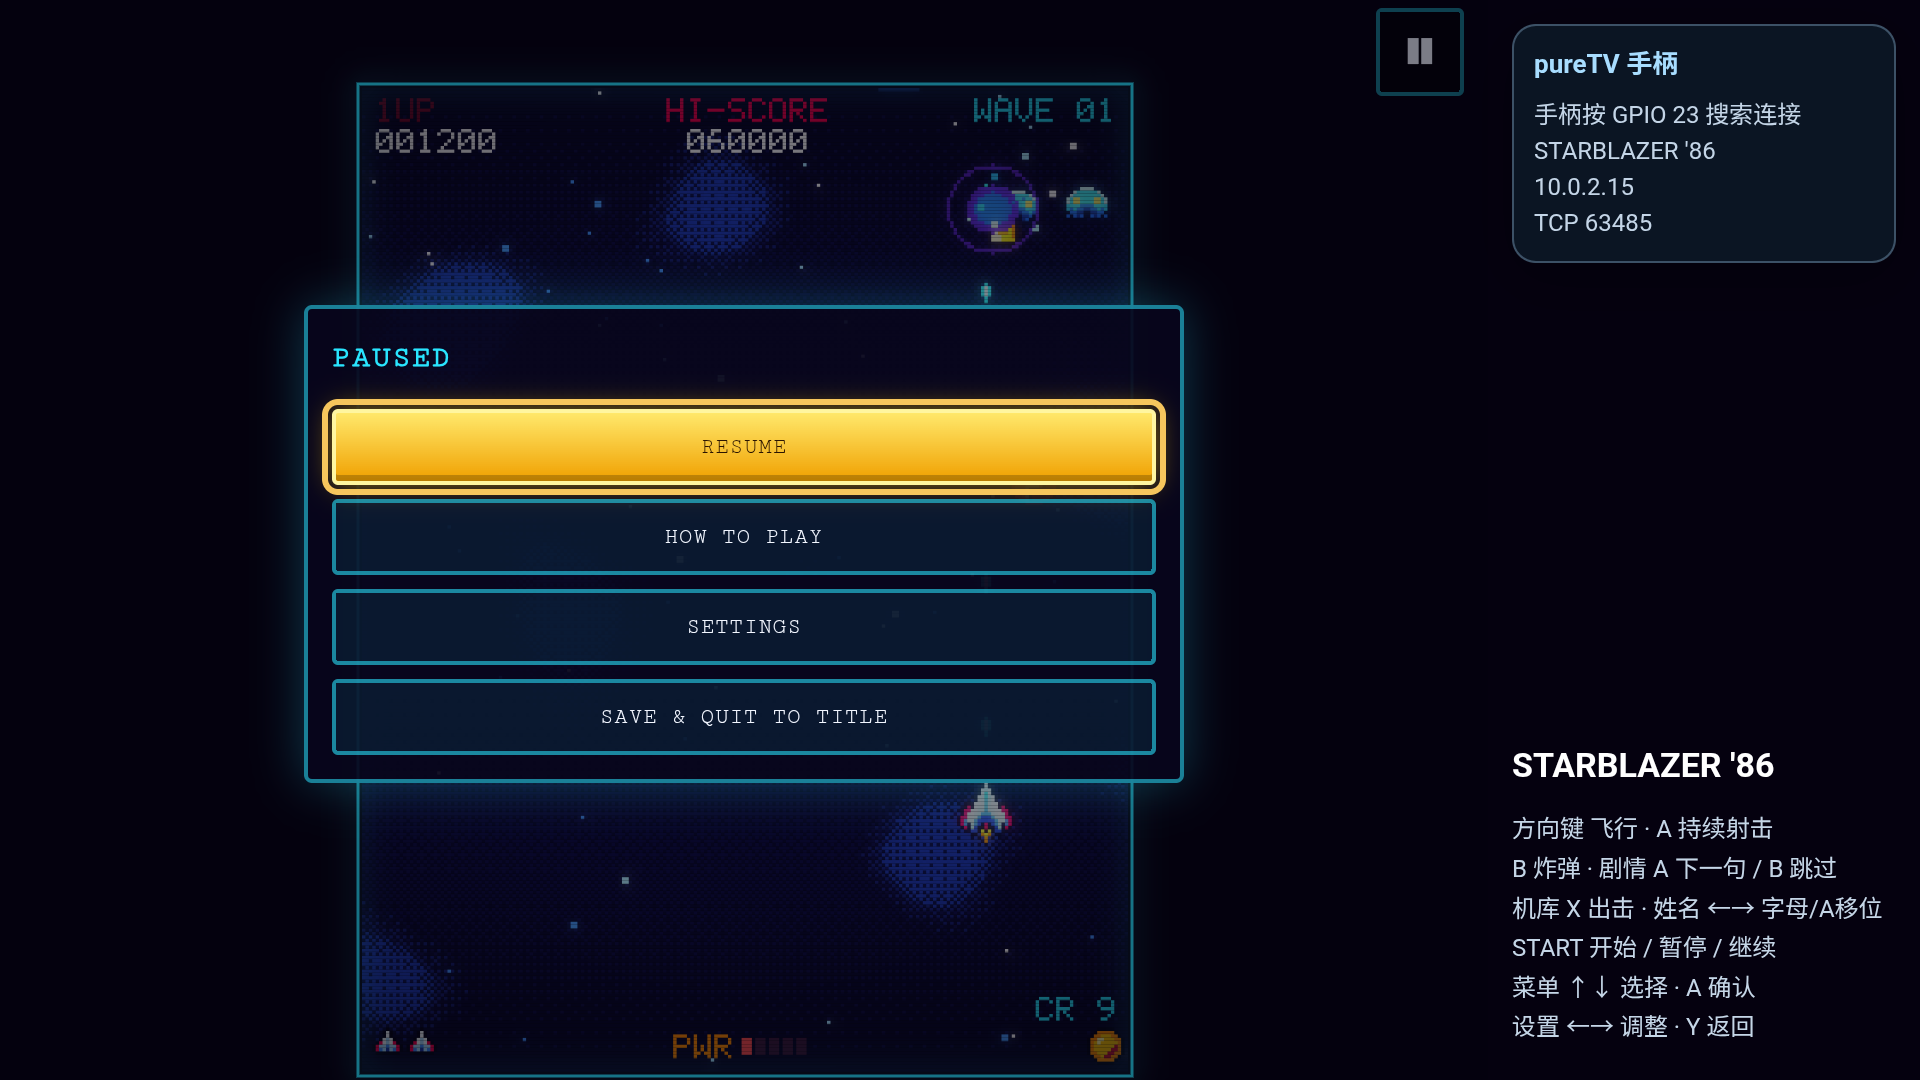 1UP
HI-SCORE
WAVE 01
001200
060000
PAUSED
RESUME
HOW TO PLAY
SETTINGS
SAVE & QUIT TO TITLE
CR 9
PWR
pureTV 手柄
手柄按 GPIO 23 搜索连接
STARBLAZER '86
10.0.2.15
TCP 63485
STARBLAZER '86
方向键 飞行 · A 持续射击
B 炸弹 · 剧情 A 下一句 / B 跳过
机库 X 出击 · 姓名 ←→ 字母/A移位
START 开始 / 暂停 / 继续
菜单 ↑↓ 选择 · A 确认
设置 ←→ 调整 · Y 返回